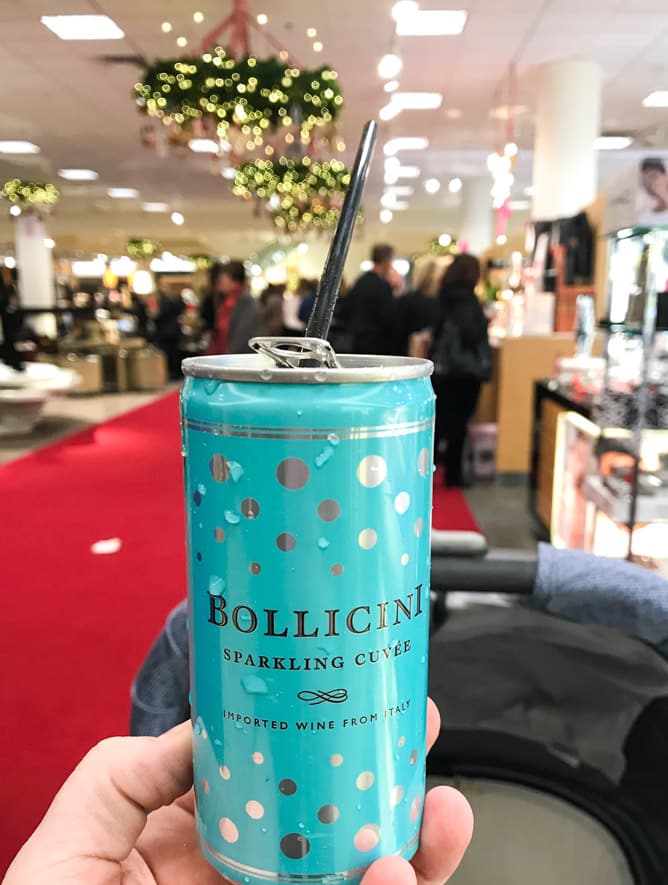 BOLLICINI
SPARKLING CUVÉE
IMPORTED WINE FROM ITALY